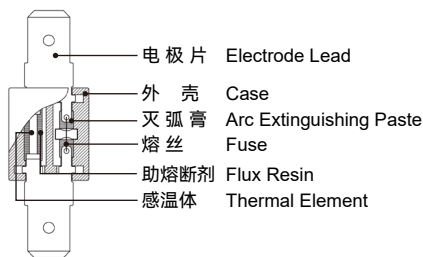 电极片 Electrode Lead
外 壳 Case
灭弧膏 Arc Extinguishing Paste
熔丝 Fuse
助熔断剂 Flux Resin
感温体 Thermal Element